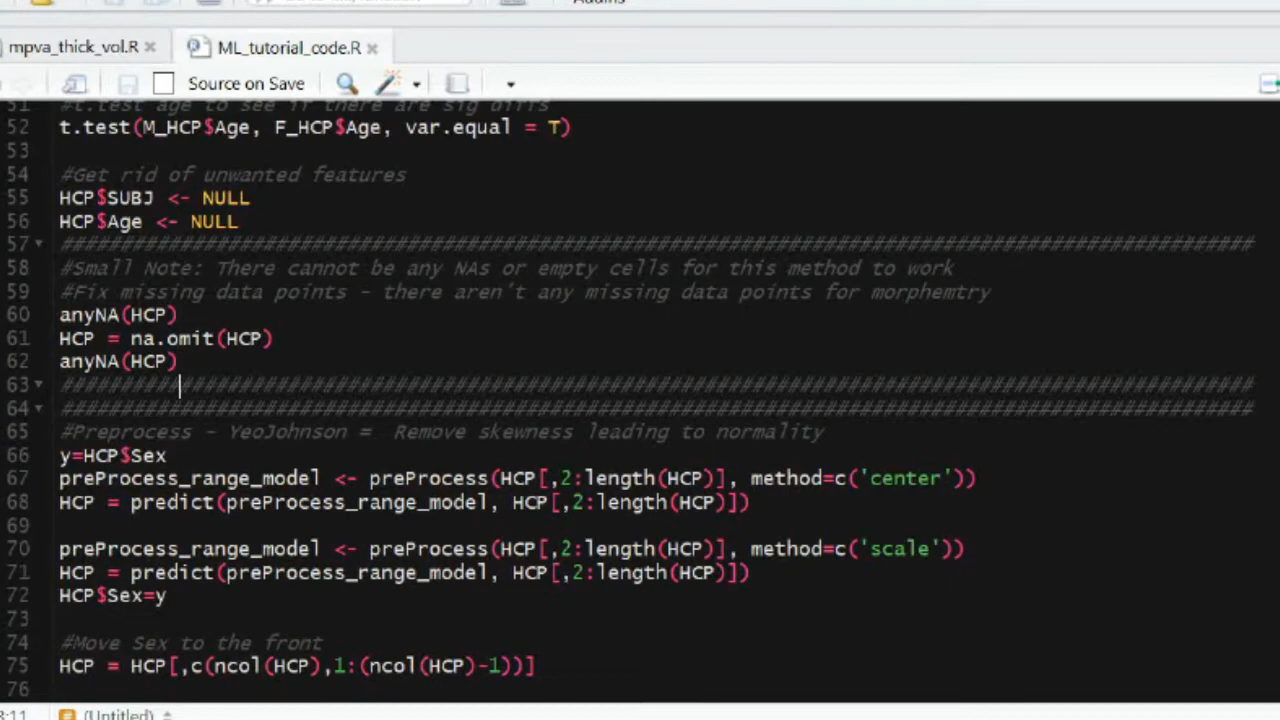 Addins
mpva_thick_vol.R
ML_tutorial_code.R
Source on Save
51 #t.test age to see if there are sig diffs
52 t.test(M_HCP$Age, F_HCP$Age, var.equal = T)
53
54 #Get rid of unwanted features
55 HCP$SUBJ <- NULL
56 HCP$Age <- NULL
57 ######################################################################################################
58 #Small Note: There cannot be any NAs or empty cells for this method to work
59 #Fix missing data points - there aren't any missing data points for morphemtry
60 anyNA(HCP)
61 HCP = na.omit(HCP)
62 anyNA(HCP)
63 ######################################################################################################
64 ######################################################################################################
65 #Preprocess - YeoJohnson =  Remove skewness leading to normality
66 y=HCP$Sex
67 preProcess_range_model <- preProcess(HCP[,2:length(HCP)], method=c('center'))
68 HCP = predict(preProcess_range_model, HCP[,2:length(HCP)])
69
70 preProcess_range_model <- preProcess(HCP[,2:length(HCP)], method=c('scale'))
71 HCP = predict(preProcess_range_model, HCP[,2:length(HCP)])
72 HCP$Sex=y
73
74 #Move Sex to the front
75 HCP = HCP[,c(ncol(HCP),1:(ncol(HCP)-1))]
76
3:11 (Untitled)